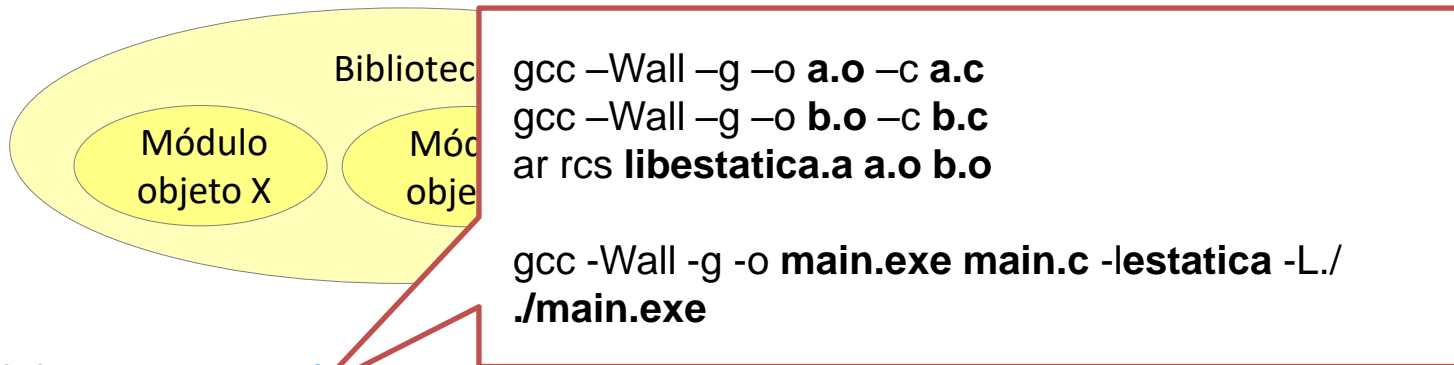 Bibliotec
Módulo
objeto X
Mód
obje
gcc –Wall –g –o a.o –c a.c
gcc –Wall –g –o b.o –c b.c
ar rcs libestatica.a a.o b.o
gcc -Wall -g -o main.exe main.c -lestatica -L./
./main.exe